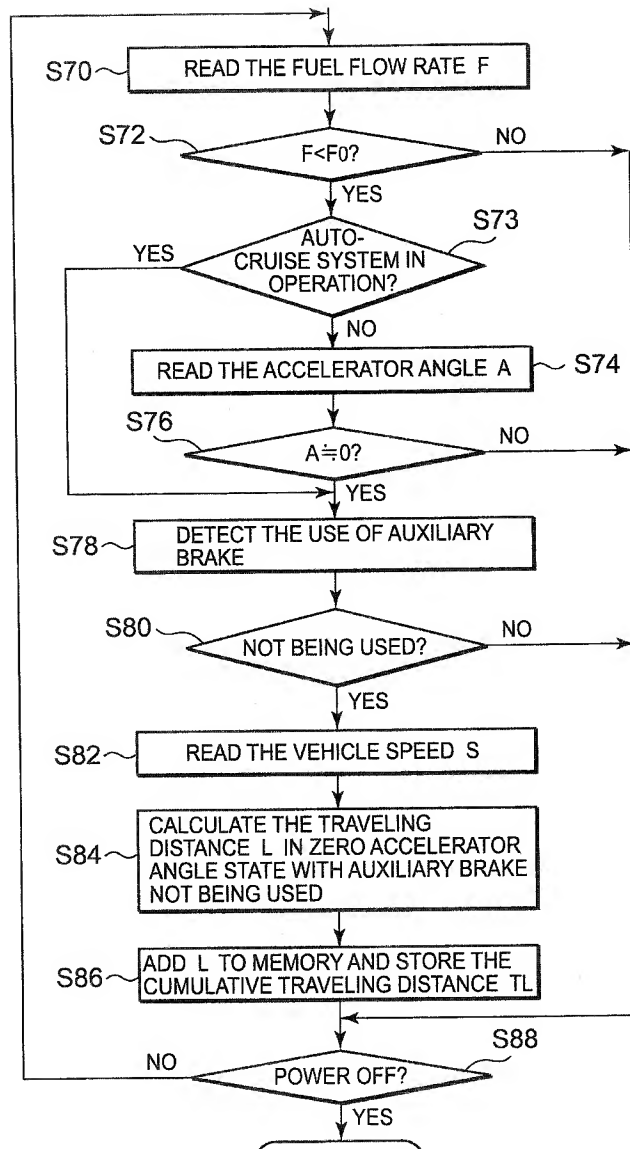 S70
READ THE FUEL FLOW RATE F
S72
F<F0?
NO
YES
S73
AUTO-
CRUISE SYSTEM IN
OPERATION?
YES
NO
S74
READ THE ACCELERATOR ANGLE A
S76
A≒0?
NO
YES
S78
DETECT THE USE OF AUXILIARY
BRAKE
S80
NOT BEING USED?
NO
YES
S82
READ THE VEHICLE SPEED S
S84
CALCULATE THE TRAVELING
DISTANCE L IN ZERO ACCELERATOR
ANGLE STATE WITH AUXILIARY BRAKE
NOT BEING USED
S86
ADD L TO MEMORY AND STORE THE
CUMULATIVE TRAVELING DISTANCE TL
S88
NO
POWER OFF?
YES